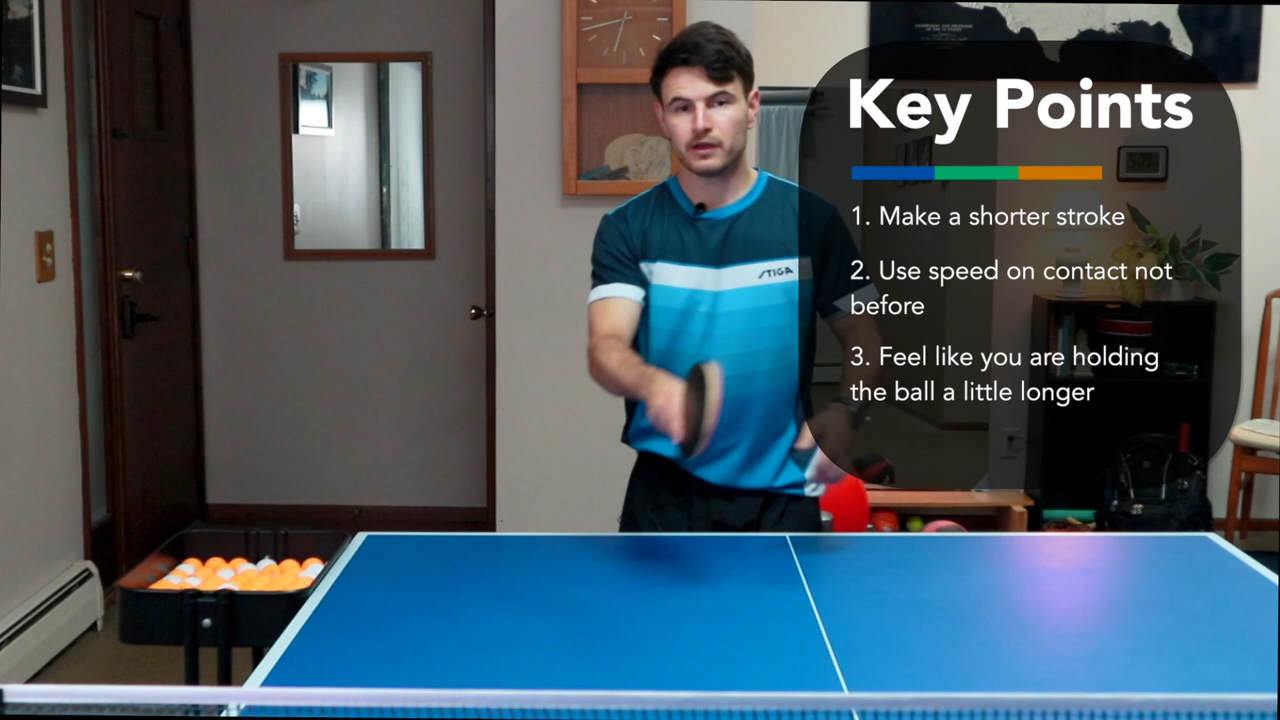 Key Points
1. Make a shorter stroke
2. Use speed on contact not
before
3. Feel like you are holding
the ball a little longer
STIGA